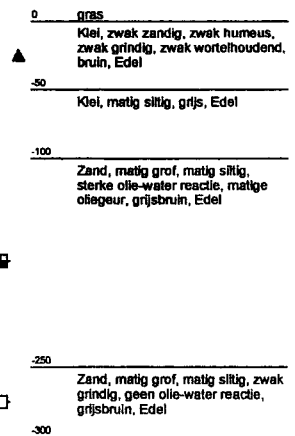 0 gras
Klei, zwak zandig, zwak humeus,
zwak grindig, zwak wortelhoudend,
bruin, Edel
-50
Klei, matig siltig, grijs, Edel
-100
Zand, matig grof, matig siltig,
sterke olie-water reactie, matige
oliegeur, grijsbruin, Edel
-250
Zand, matig grof, matig siltig, zwak
grindig, geen olie-water reactie,
grijsbruin, Edel
-300